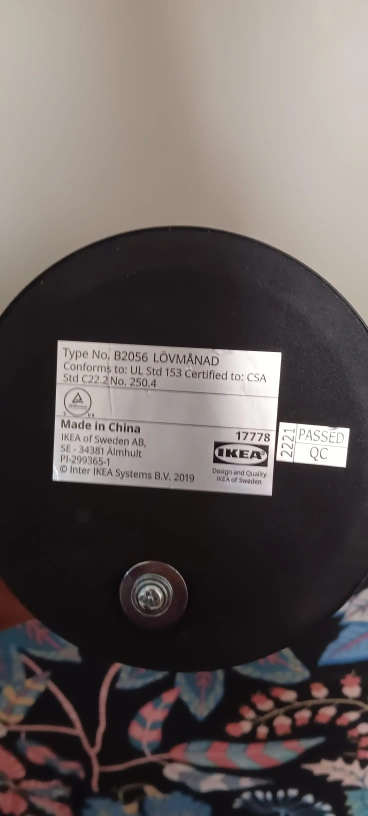 Type No. B2056 LÖVMÅNAD
Conforms to: UL Std 153 Certified to: CSA
Std C22.2 No. 250.4
Made in China
IKEA of Sweden AB,
SE - 34381 Älmhult
PI-299365-1
© Inter IKEA Systems B.V. 2019
17778
IKEA
Design and Quality
IKEA of Sweden
2221
PASSED
QC